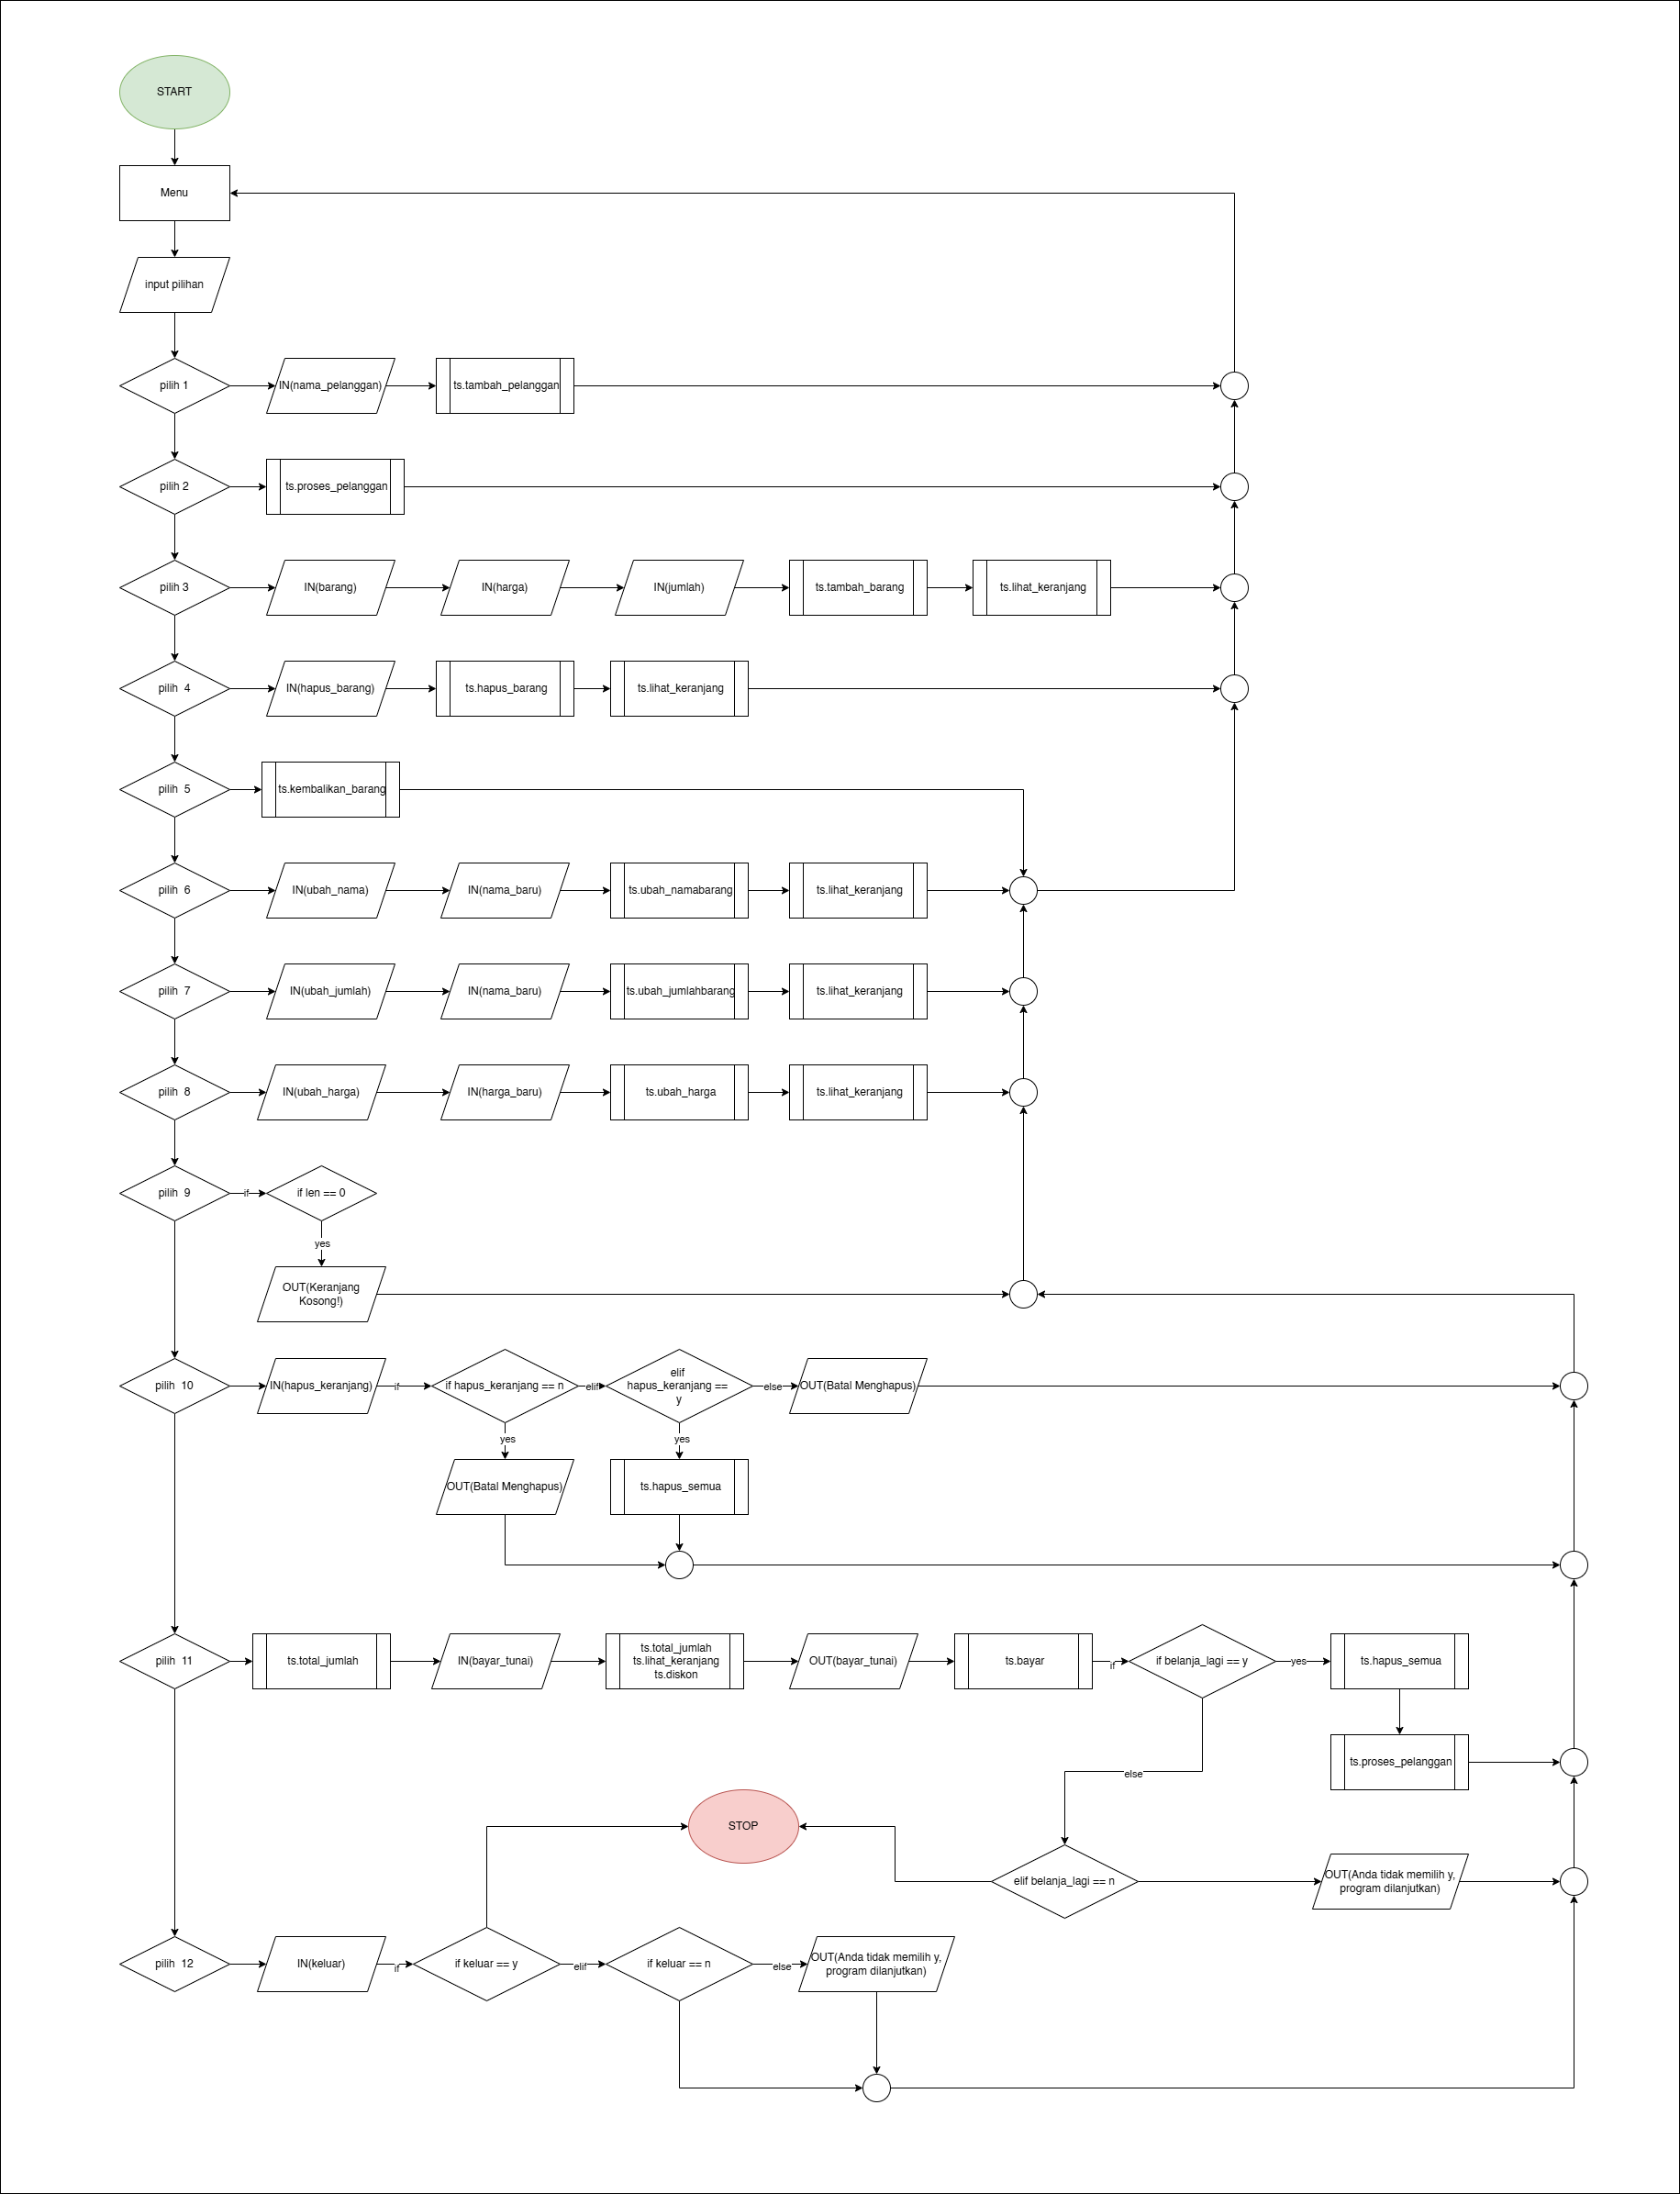 START
Menu
input pilihan
pilih 1
IN(nama_pelanggan)
ts.tambah_pelanggan
pilih 2
ts.proses_pelanggan
pilih 3
IN(barang)
IN(harga)
IN(jumlah)
ts.tambah_barang
ts.lihat_keranjang
pilih 4
IN(hapus_barang)
ts.hapus_barang
ts.lihat_keranjang
pilih 5
ts.kembalikan_barang
pilih 6
IN(ubah_nama)
IN(nama_baru)
ts.ubah_namabarang
ts.lihat_keranjang
pilih 7
IN(ubah_jumlah)
IN(nama_baru)
ts.ubah_jumlahbarang
ts.lihat_keranjang
pilih 8
IN(ubah_harga)
IN(harga_baru)
ts.ubah_harga
ts.lihat_keranjang
pilih 9
if
if len == 0
yes
OUT(Keranjang
Kosong!)
pilih 10
IN(hapus_keranjang)
if
if hapus_keranjang == n
elif
elif
hapus_keranjang ==
y
else
OUT(Batal Menghapus)
yes
yes
OUT(Batal Menghapus)
ts.hapus_semua
pilih 11
ts.total_jumlah
IN(bayar_tunai)
ts.total_jumlah
ts.lihat_keranjang
ts.diskon
OUT(bayar_tunai)
ts.bayar
if
if belanja_lagi == y
yes
ts.hapus_semua
ts.proses_pelanggan
else
STOP
elif belanja_lagi == n
OUT(Anda tidak memilih y,
program dilanjutkan)
pilih 12
IN(keluar)
if
if keluar == y
elif
if keluar == n
else
OUT(Anda tidak memilih y,
program dilanjutkan)